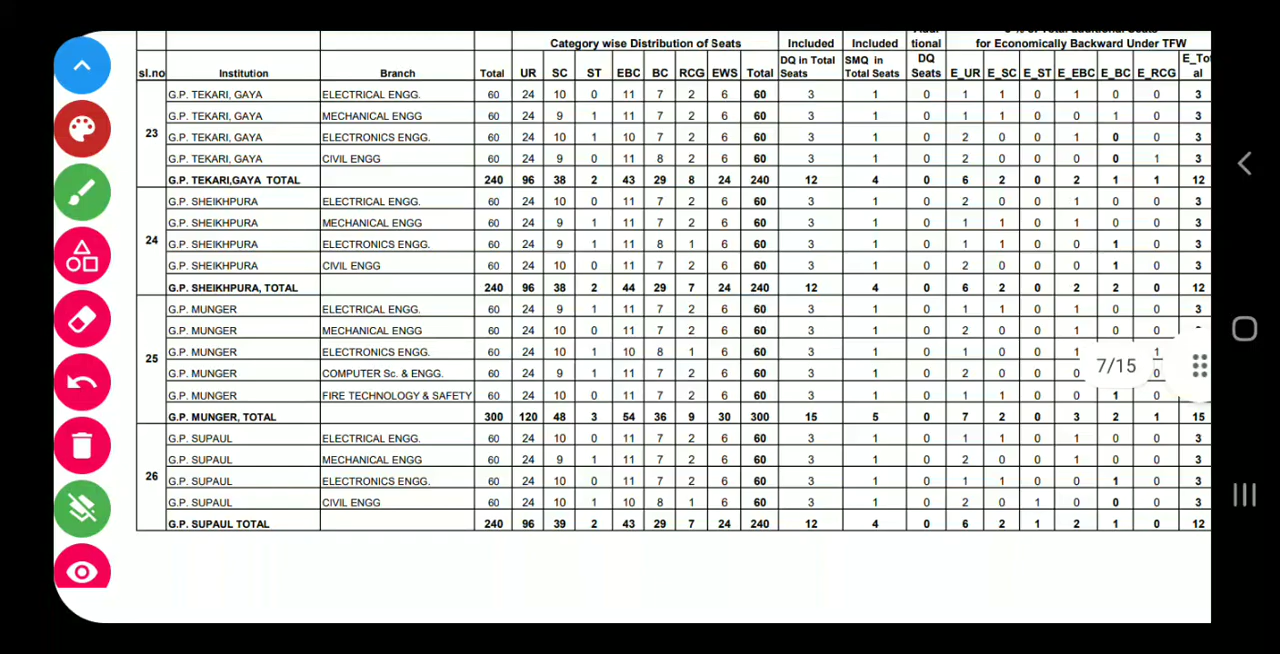 Category wise Distribution of Seats Included Included tional for Economically Backward Under TFW
sl.no Institution Branch Total UR SC ST EBC BC RCG EWS Total DQ in Total Seats SMQ in Total Seats DQ Seats E_UR E_SC E_ST E_EBC E_BC E_RCG E_Tot al
23
G.P. TEKARI, GAYA ELECTRICAL ENGG. 60 24 10 0 11 7 2 6 60 3 1 0 1 1 0 1 0 0 3
G.P. TEKARI, GAYA MECHANICAL ENGG 60 24 9 1 11 7 2 6 60 3 1 0 1 1 0 0 1 0 3
G.P. TEKARI, GAYA ELECTRONICS ENGG. 60 24 10 1 10 7 2 6 60 3 1 0 2 0 0 1 0 0 3
G.P. TEKARI, GAYA CIVIL ENGG 60 24 9 0 11 8 2 6 60 3 1 0 2 0 0 0 0 1 3
G.P. TEKARI,GAYA TOTAL 240 96 38 2 43 29 8 24 240 12 4 0 6 2 0 2 1 1 12
24
G.P. SHEIKHPURA ELECTRICAL ENGG. 60 24 10 0 11 7 2 6 60 3 1 0 2 0 0 1 0 0 3
G.P. SHEIKHPURA MECHANICAL ENGG 60 24 9 1 11 7 2 6 60 3 1 0 1 1 0 1 0 0 3
G.P. SHEIKHPURA ELECTRONICS ENGG. 60 24 9 1 11 8 1 6 60 3 1 0 1 1 0 0 1 0 3
G.P. SHEIKHPURA CIVIL ENGG 60 24 10 0 11 7 2 6 60 3 1 0 2 0 0 0 1 0 3
G.P. SHEIKHPURA, TOTAL 240 96 38 2 44 29 7 24 240 12 4 0 6 2 0 2 2 0 12
25
G.P. MUNGER ELECTRICAL ENGG. 60 24 9 1 11 7 2 6 60 3 1 0 1 1 0 1 0 0 3
G.P. MUNGER MECHANICAL ENGG 60 24 10 0 11 7 2 6 60 3 1 0 2 0 0 1 0 0
G.P. MUNGER ELECTRONICS ENGG. 60 24 10 1 10 8 1 6 60 3 1 0 1 0 0 1 1
G.P. MUNGER COMPUTER Sc. & ENGG. 60 24 9 1 11 7 2 6 60 3 1 0 2 0 0 0 0
7/15
G.P. MUNGER FIRE TECHNOLOGY & SAFETY 60 24 10 0 11 7 2 6 60 3 1 0 1 1 0 0 1 0
G.P. MUNGER, TOTAL 300 120 48 3 54 36 9 30 300 15 5 0 7 2 0 3 2 1 15
26
G.P. SUPAUL ELECTRICAL ENGG. 60 24 10 0 11 7 2 6 60 3 1 0 1 1 0 1 0 0 3
G.P. SUPAUL MECHANICAL ENGG 60 24 9 1 11 7 2 6 60 3 1 0 2 0 0 1 0 0 3
G.P. SUPAUL ELECTRONICS ENGG. 60 24 10 0 11 7 2 6 60 3 1 0 1 1 0 0 1 0 3
G.P. SUPAUL CIVIL ENGG 60 24 10 1 10 8 1 6 60 3 1 0 2 0 1 0 0 0 3
G.P. SUPAUL TOTAL 240 96 39 2 43 29 7 24 240 12 4 0 6 2 1 2 1 0 12